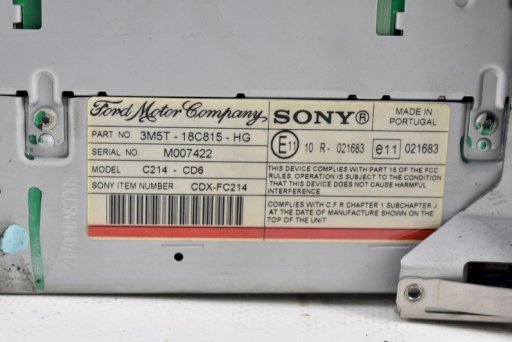 Ford Motor Company
SONY®
MADE IN
PORTUGAL
PART NO 3M5T - 18C815 - HG
SERIAL NO. M007422
MODEL C214 - CD6
SONY ITEM NUMBER CDX-FC214
E11 10 R - 021683 e11 021683
THIS DEVICE COMPLIES WITH PART 15 OF THE FCC
RULES. OPERATION IS SUBJECT TO THE CONDITION
THAT THIS DEVICE DOES NOT CAUSE HARMFUL
INTERFERENCE
COMPLIES WITH C F R CHAPTER 1 SUBCHAPTER J.
AT THE DATE OF MANUFACTURE SHOWN ON THE
TOP OF THE UNIT